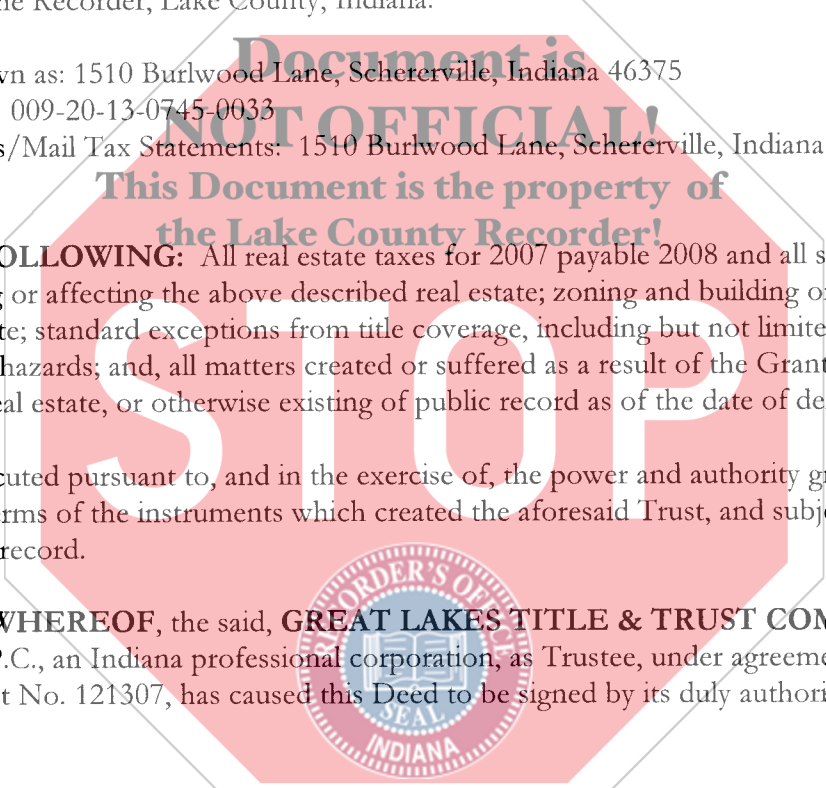 ne Recorder, Lake County, Indiana.
Document is
wn as: 1510 Burlwood Lane, Schererville, Indiana 46375
009-20-13-0745-0033
NOT OFFICIAL!
s/Mail Tax Statements: 1510 Burlwood Lane, Schererville, Indiana
This Document is the property of
the Lake County Recorder!
OLLOWING: All real estate taxes for 2007 payable 2008 and all s
g or affecting the above described real estate; zoning and building o
te; standard exceptions from title coverage, including but not limite
hazards; and, all matters created or suffered as a result of the Grant
eal estate, or otherwise existing of public record as of the date of de
STOP
cuted pursuant to, and in the exercise of, the power and authority g
erms of the instruments which created the aforesaid Trust, and subj
record.
WHEREOF, the said, GREAT LAKES TITLE & TRUST COM
P.C., an Indiana professional corporation, as Trustee, under agreeme
t No. 121307, has caused this Deed to be signed by its duly authori
RECORDER'S OFFICE
SEAL
INDIANA